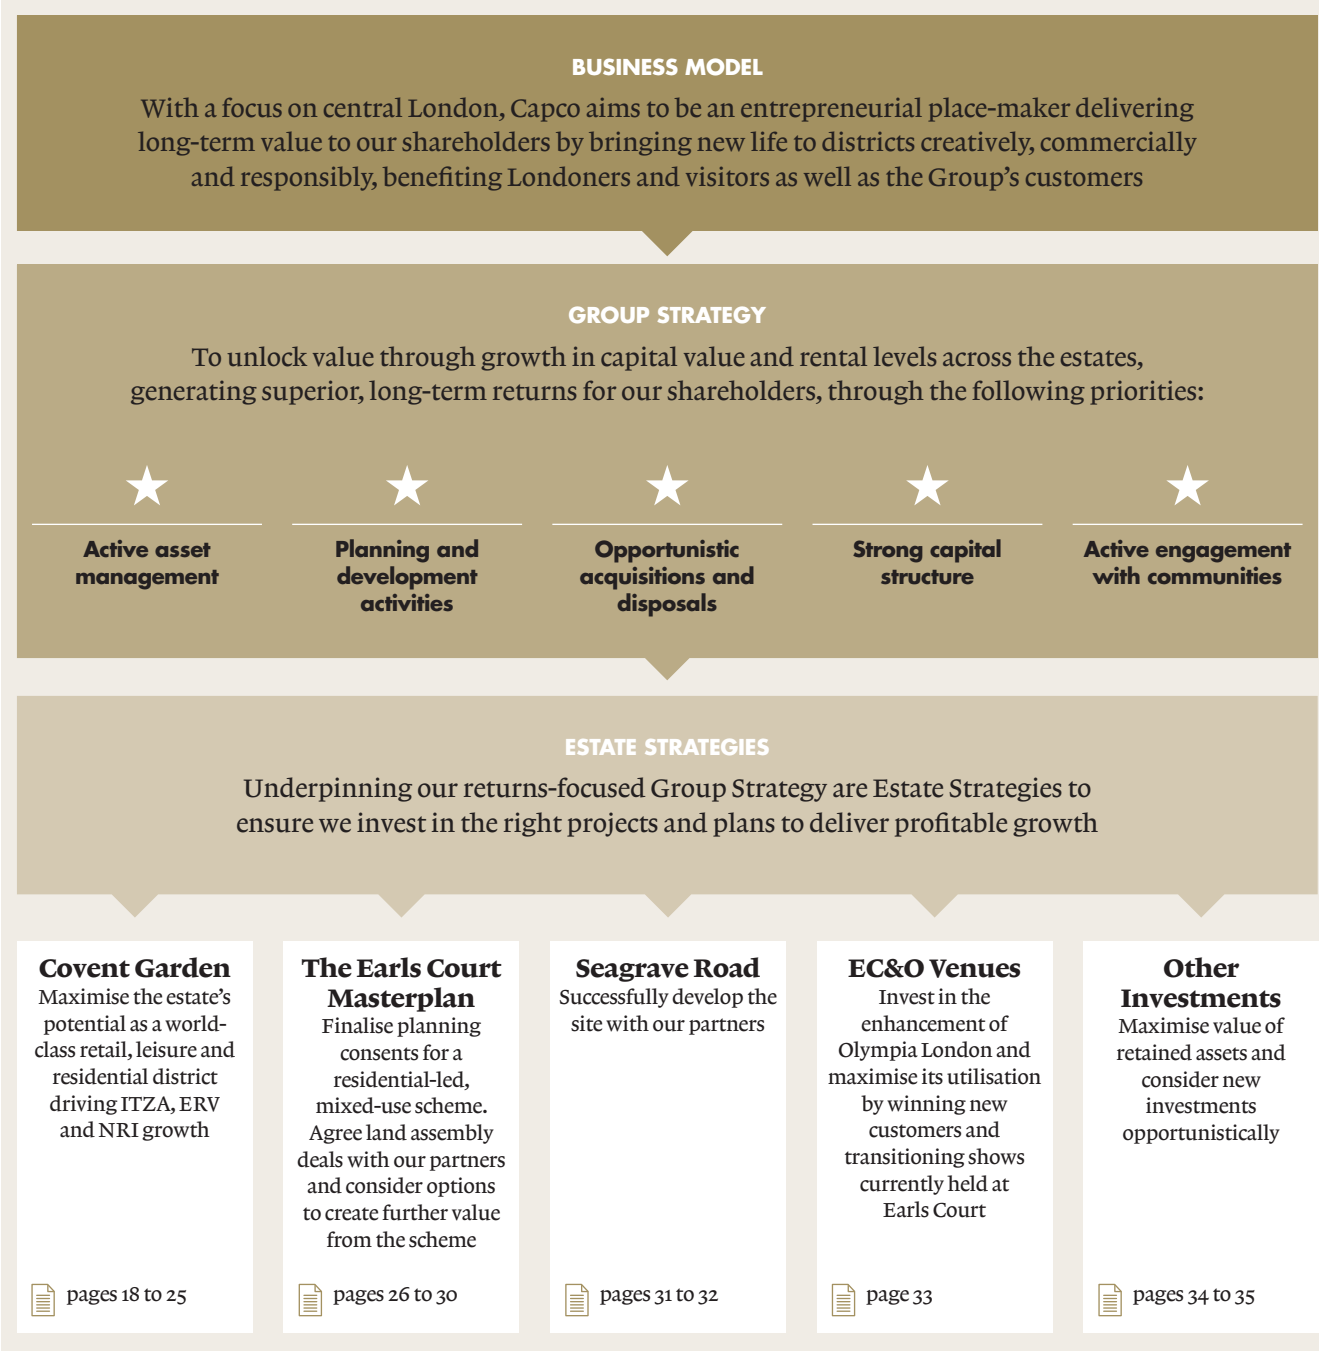 BUSINESS MODEL
With a focus on central London, Capco aims to be an entrepreneurial place-maker delivering
long-term value to our shareholders by bringing new life to districts creatively, commercially
and responsibly, benefiting Londoners and visitors as well as the Group’s customers
GROUP STRATEGY
To unlock value through growth in capital value and rental levels across the estates,
generating superior, long-term returns for our shareholders, through the following priorities:
Active asset
management
Planning and
development
activities
Opportunistic
acquisitions and
disposals
Strong capital
structure
Active engagement
with communities
ESTATE STRATEGIES
Underpinning our returns-focused Group Strategy are Estate Strategies to
ensure we invest in the right projects and plans to deliver profitable growth
Covent Garden
Maximise the estate’s
potential as a world-
class retail, leisure and
residential district
driving ITZA, ERV
and NRI growth
pages 18 to 25
The Earls Court
Masterplan
Finalise planning
consents for a
residential-led,
mixed-use scheme.
Agree land assembly
deals with our partners
and consider options
to create further value
from the scheme
pages 26 to 30
Seagrave Road
Successfully develop the
site with our partners
pages 31 to 32
EC&O Venues
Invest in the
enhancement of
Olympia London and
maximise its utilisation
by winning new
customers and
transitioning shows
currently held at
Earls Court
page 33
Other
Investments
Maximise value of
retained assets and
consider new
investments
opportunistically
pages 34 to 35